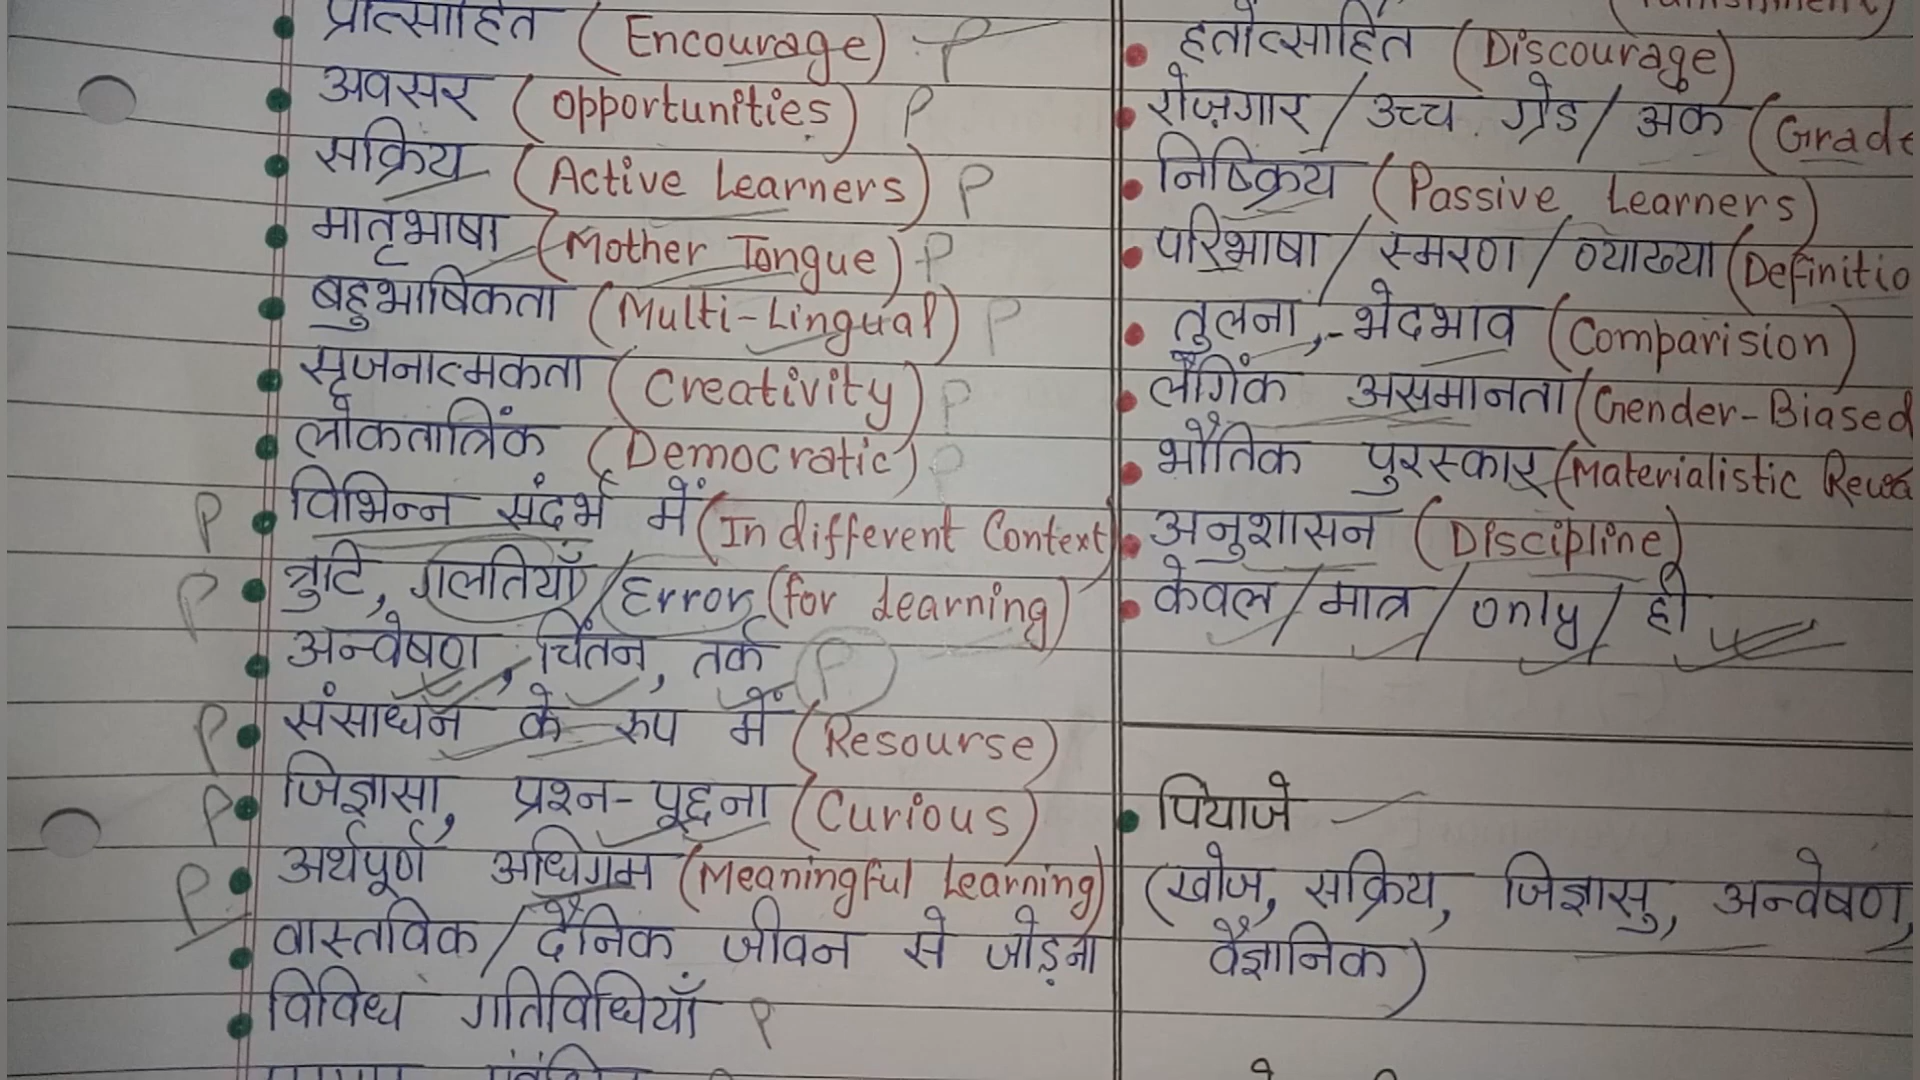 प्रोत्साहित (Encourage) P
अवसर (opportunities) P
सक्रिय (Active Learners) P
मातृभाषा (Mother Tongue) P
बहुभाषिकता (Multi-Lingual) P
सृजनात्मकता (Creativity) P
लोकतांत्रिक (Democratic) P
P विभिन्न संदर्भ में (In different Context)
P त्रुटि, गलतियाँ/Error (for Learning)
अन्वेषण, चिंतन, तर्क P
P संसाधन के रुप में (Resourse)
P जिज्ञासा, प्रश्न-पूछना (Curious)
P अर्थपूर्ण अधिगम (Meaningful Learning)
वास्तविक/दैनिक जीवन से जोड़ना
विविध गतिविधियाँ P
हतोत्साहित (Discourage)
रोज़गार/उच्च ग्रेड/अंक (Grade
निष्क्रिय (Passive Learners)
परिभाषा/स्मरण/व्याख्या (Definitio
तुलना,-भेदभाव (Comparision)
लैंगिक असमानता (Gender-Biased
भौतिक पुरस्कार (Materialistic Rewa
अनुशासन (Discipline)
केवल/मात्र/only/ही
पियाजे
(खोज, सक्रिय, जिज्ञासु, अन्वेषण,
वैज्ञानिक)